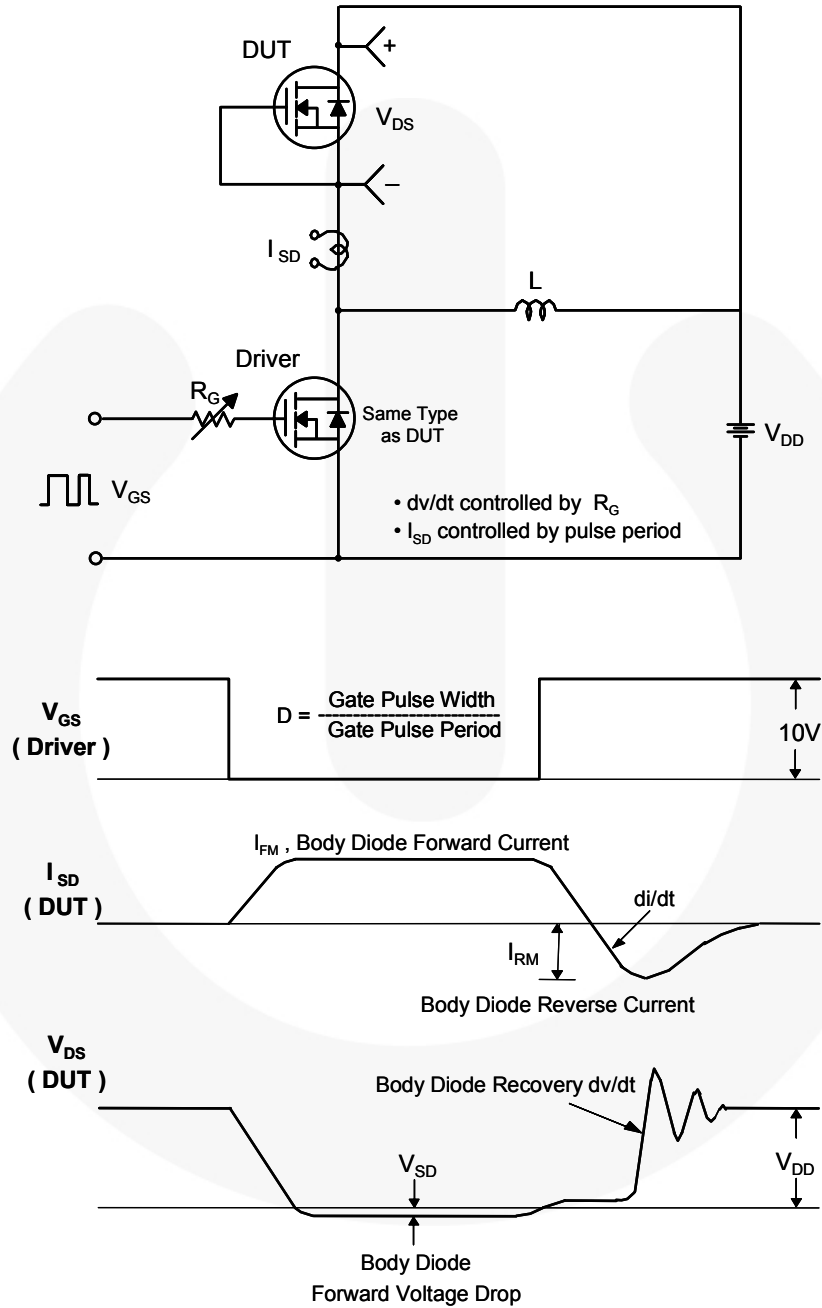 DUT
+
V_DS
–
I_SD
L
Driver
R_G
Same Type
as DUT
V_DD
V_GS
• dv/dt controlled by R_G
• I_SD controlled by pulse period
V_GS
( Driver )
D = Gate Pulse Width
Gate Pulse Period
10V
I_FM , Body Diode Forward Current
I_SD
( DUT )
di/dt
I_RM
Body Diode Reverse Current
V_DS
( DUT )
Body Diode Recovery dv/dt
V_SD
V_DD
Body Diode
Forward Voltage Drop